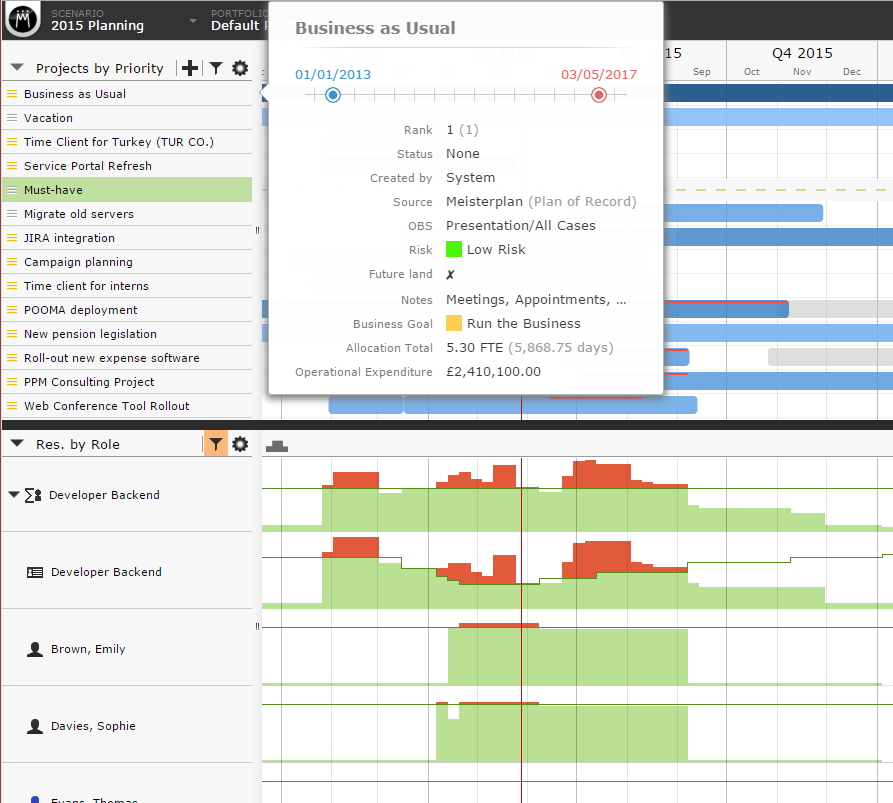 SCENARIO
2015 Planning
PORTFOLIO
Default
Business as Usual
01/01/2013
03/05/2017
Rank 1 (1)
Status None
Created by System
Source Meisterplan (Plan of Record)
OBS Presentation/All Cases
Risk Low Risk
Future land ✗
Notes Meetings, Appointments, ...
Business Goal Run the Business
Allocation Total 5.30 FTE (5,868.75 days)
Operational Expenditure £2,410,100.00
2015
Q4 2015
Sep Oct Nov Dec
Projects by Priority
Business as Usual
Vacation
Time Client for Turkey (TUR CO.)
Service Portal Refresh
Must-have
Migrate old servers
JIRA integration
Campaign planning
Time client for interns
POOMA deployment
New pension legislation
Roll-out new expense software
PPM Consulting Project
Web Conference Tool Rollout
Res. by Role
Developer Backend
Developer Backend
Brown, Emily
Davies, Sophie
Evans, Thomas